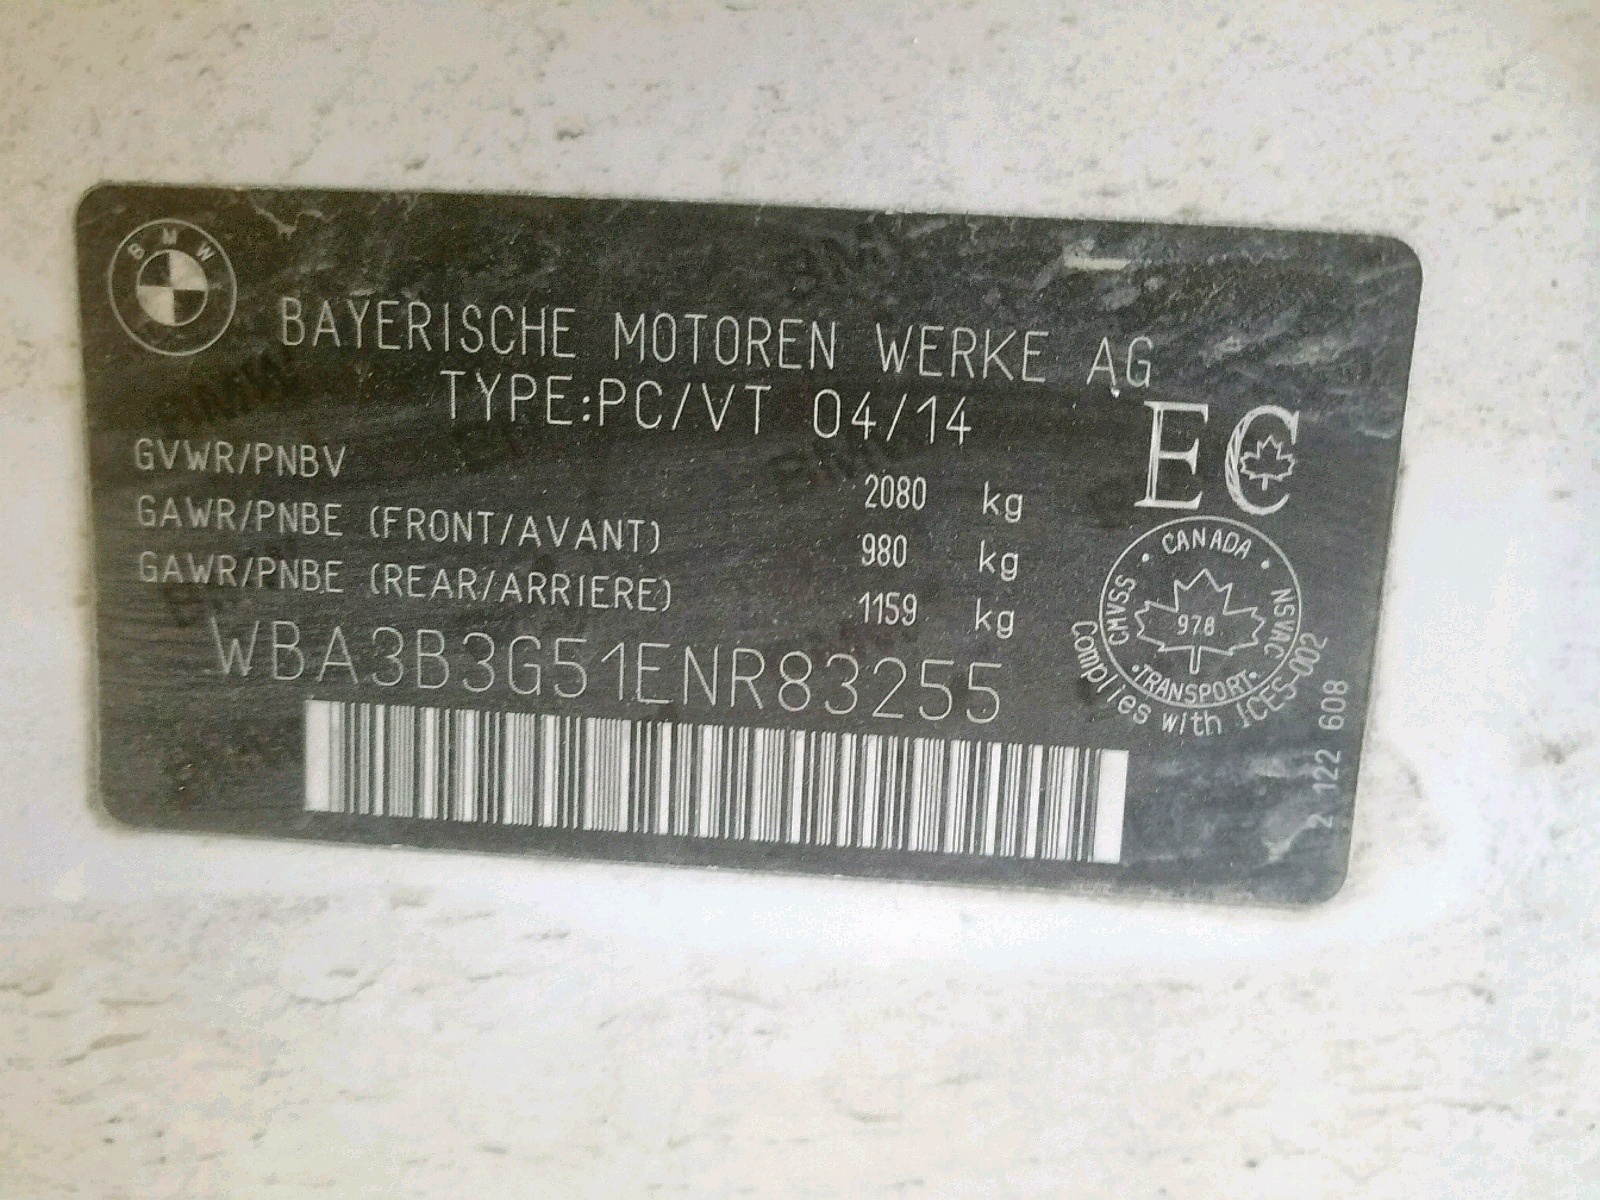 BMW
BAYERISCHE MOTOREN WERKE AG
TYPE:PC/VT 04/14
EC
GVWR/PNBV 2080 kg
GAWR/PNBE (FRONT/AVANT) 980 kg
GAWR/PNBE (REAR/ARRIERE) 1159 kg
WBA3B3G51ENR83255
CANADA
CMVSS
978
NSVAC
TRANSPORT
Complies with ICES-002
2 122 608